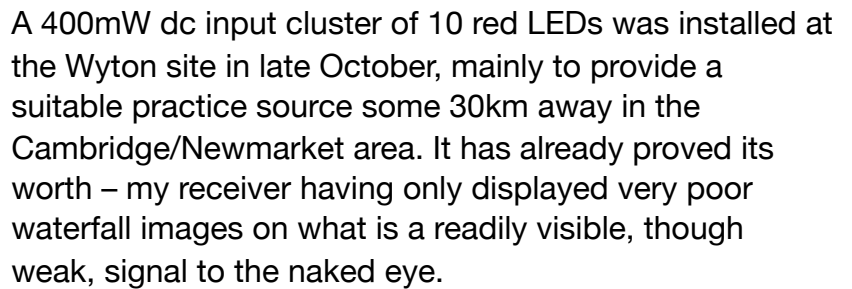 A 400mW dc input cluster of 10 red LEDs was installed at
the Wyton site in late October, mainly to provide a
suitable practice source some 30km away in the
Cambridge/Newmarket area. It has already proved its
worth – my receiver having only displayed very poor
waterfall images on what is a readily visible, though
weak, signal to the naked eye.